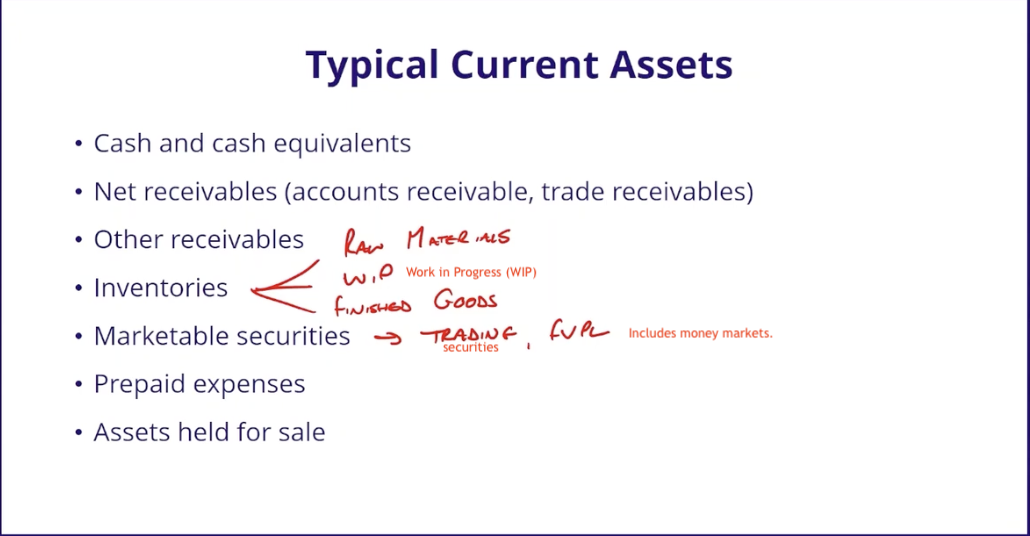 Typical Current Assets
• Cash and cash equivalents
• Net receivables (accounts receivable, trade receivables)
• Other receivables
RAW MATERIALS
WIP Work in Progress (WIP)
• Inventories
FINISHED GOODS
• Marketable securities → TRADING, FVPL Includes money markets.
securities
• Prepaid expenses
• Assets held for sale